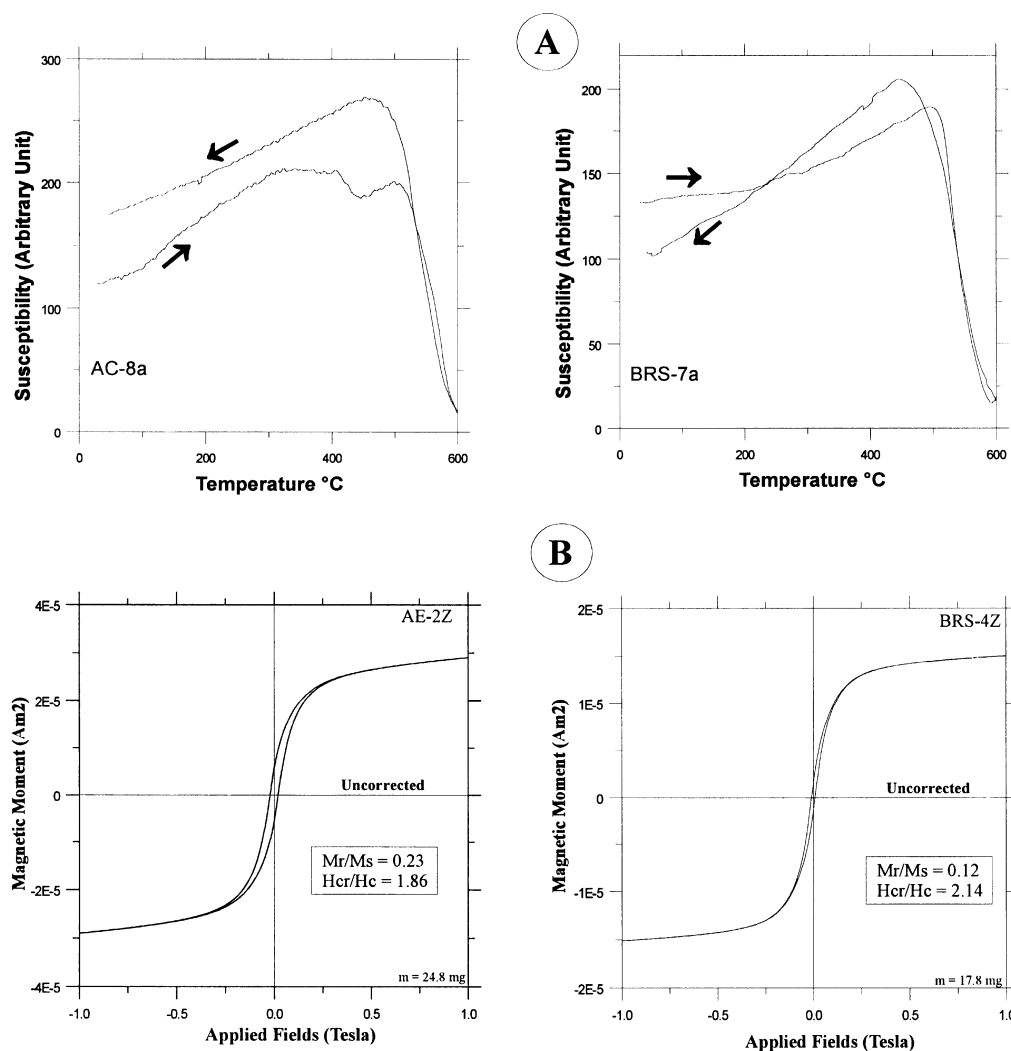 A
300
250
200
100
50
0
Susceptibility (Arbitrary Unit)
AC-8a
200
400
600
Temperature °C
200
150
100
50
0
Susceptibility (Arbitrary Unit)
BRS-7a
0
200
400
600
Temperature °C
B
4E-5
2E-5
0
-2E-5
-4E-5
Magnetic Moment (Am2)
AE-2Z
Uncorrected
Mr/Ms = 0.23
Hcr/Hc = 1.86
m = 24.8 mg
-1.0
-0.5
0.0
0.5
1.0
Applied Fields (Tesla)
2E-5
1E-5
0
-1E-5
-2E-5
Magnetic Moment (Am2)
BRS-4Z
Uncorrected
Mr/Ms = 0.12
Hcr/Hc = 2.14
m = 17.8 mg
-1.0
-0.5
0.0
0.5
1.0
Applied Fields (Tesla)